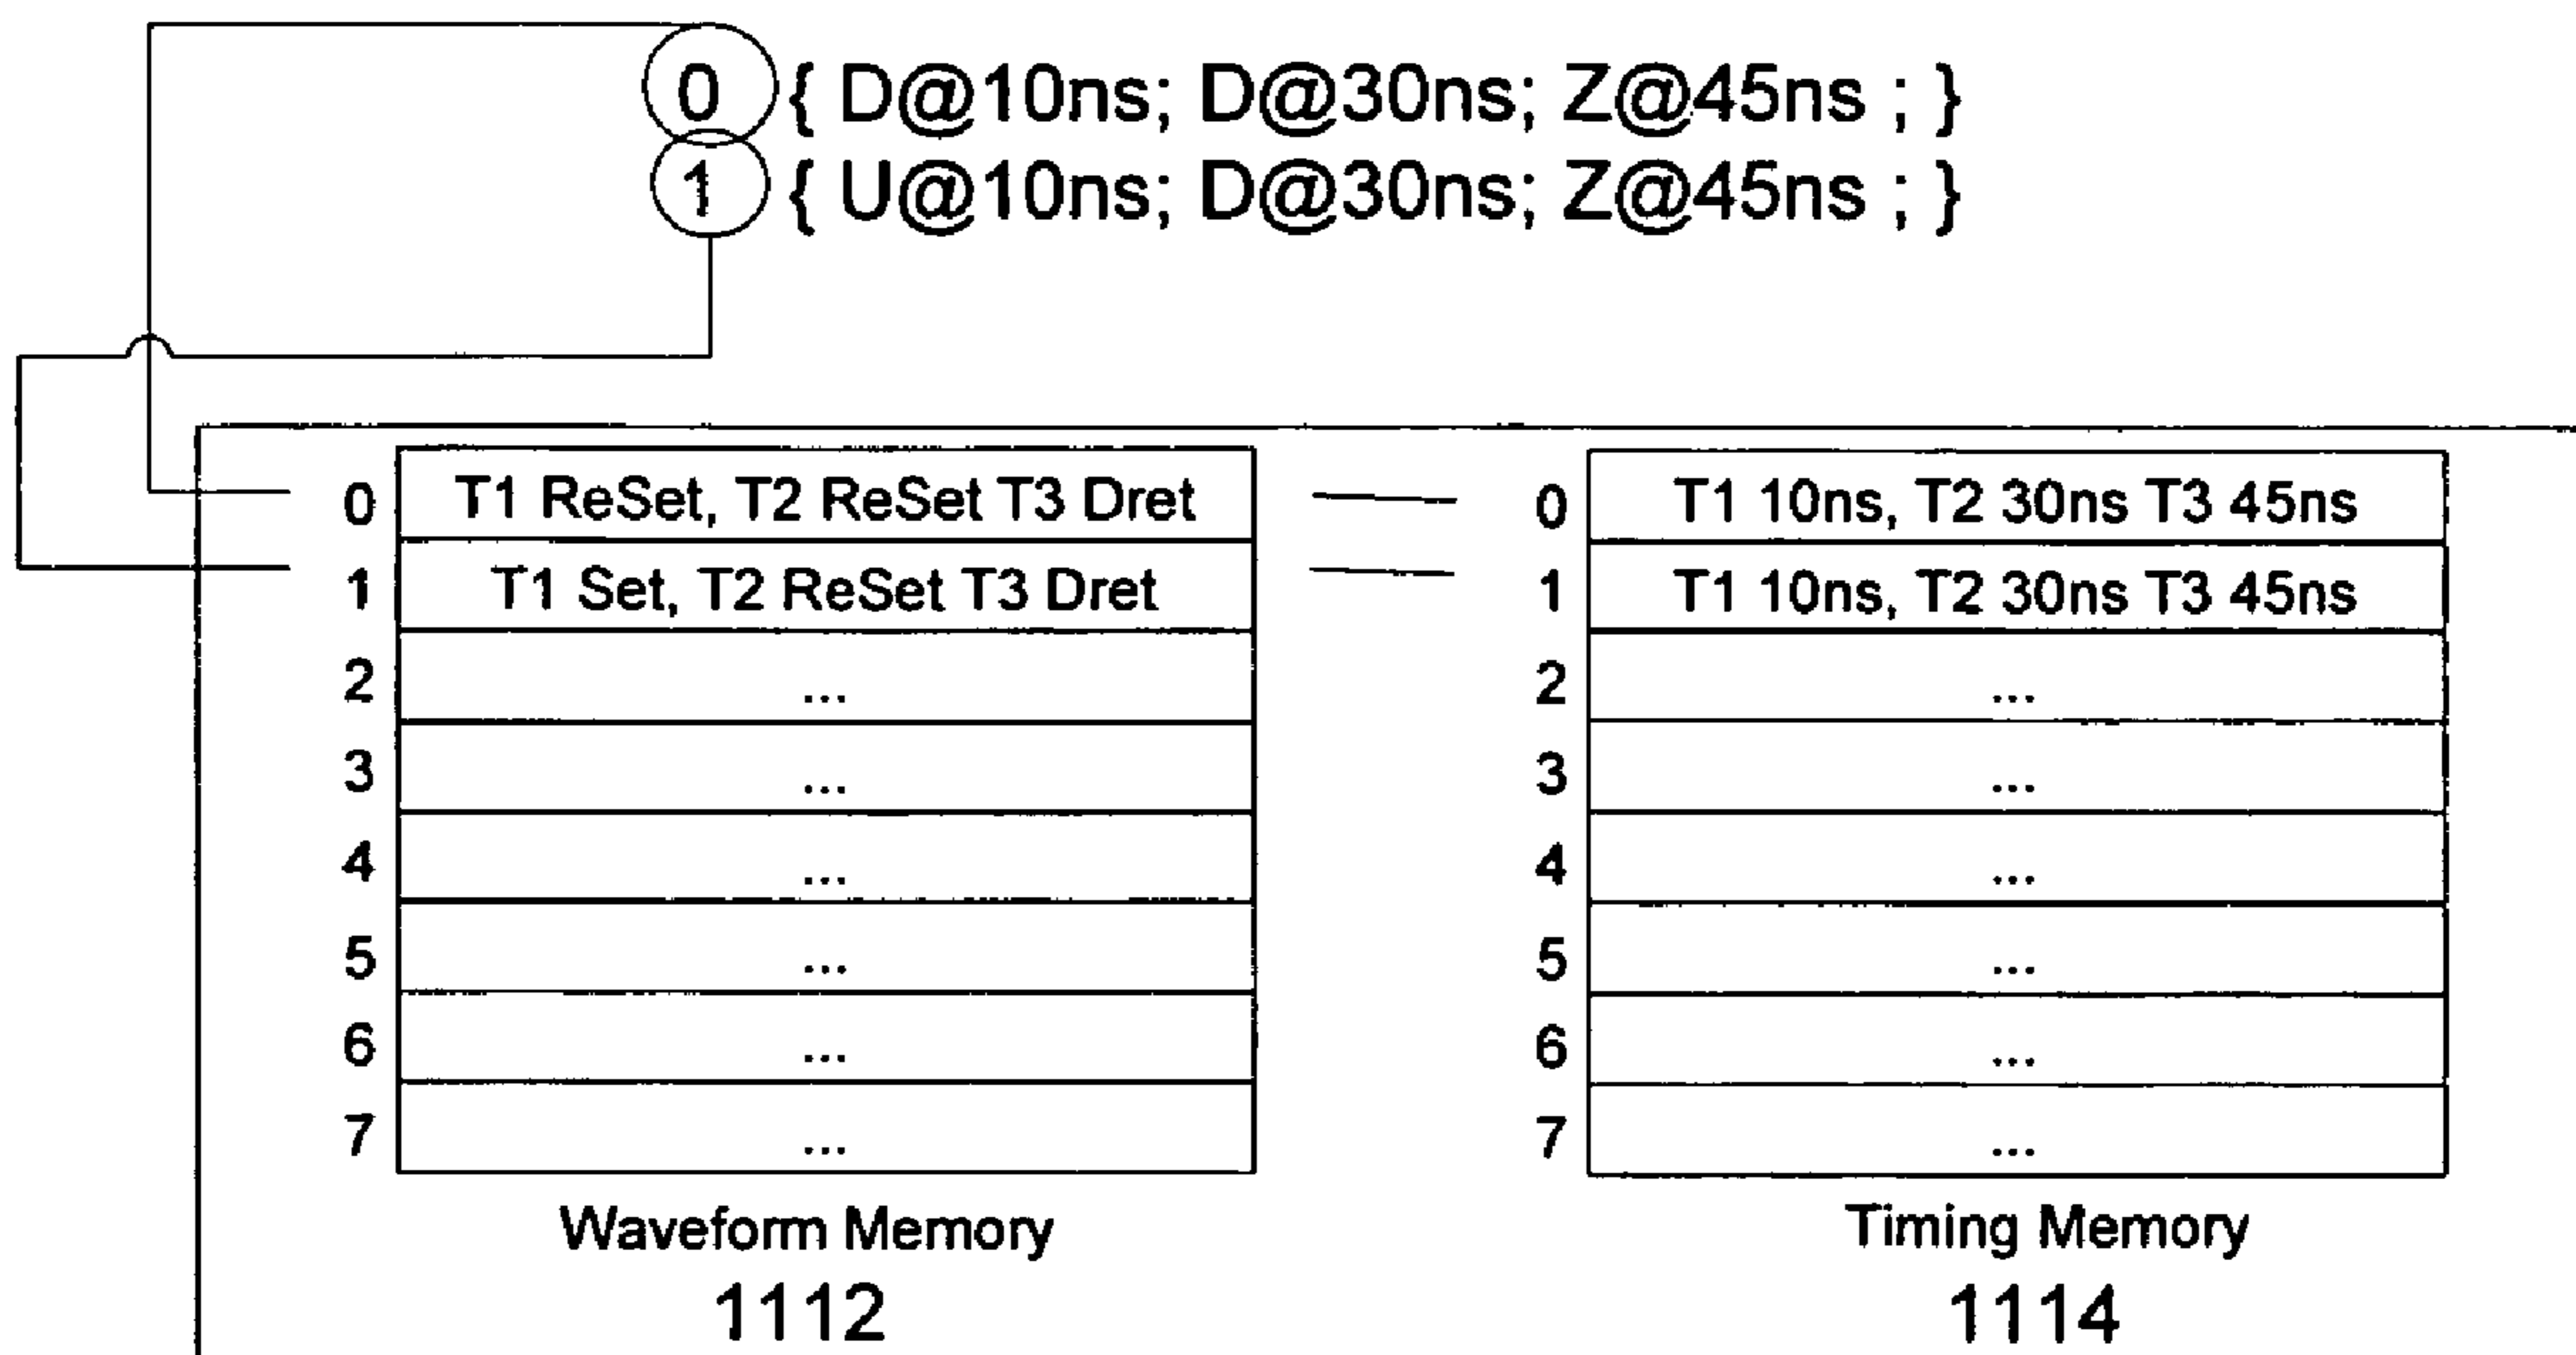 0 { D@10ns; D@30ns; Z@45ns ; }
1 { U@10ns; D@30ns; Z@45ns ; }
0 T1 ReSet, T2 ReSet T3 Dret
1 T1 Set, T2 ReSet T3 Dret
2 ...
3 ...
4 ...
5 ...
6 ...
7 ...
Waveform Memory
1112
0 T1 10ns, T2 30ns T3 45ns
1 T1 10ns, T2 30ns T3 45ns
2 ...
3 ...
4 ...
5 ...
6 ...
7 ...
Timing Memory
1114